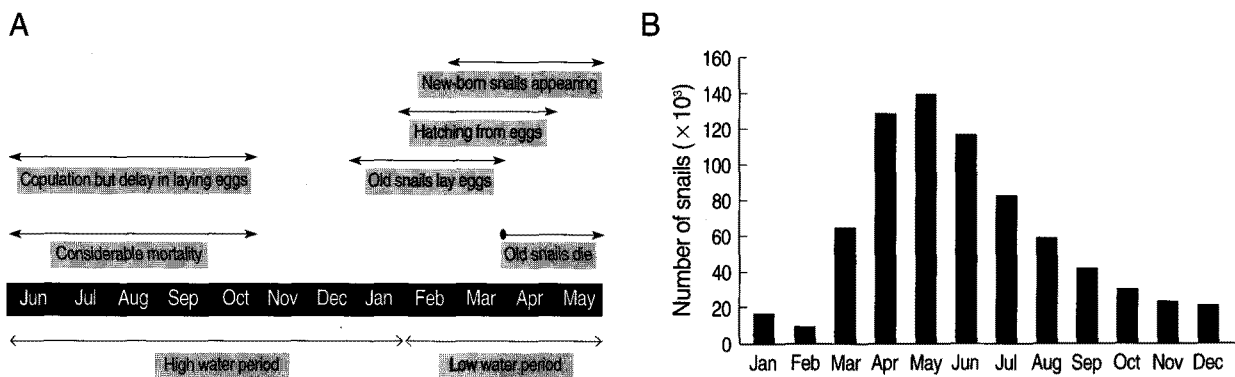 A
New-born snails appearing
Hatching from eggs
Copulation but delay in laying eggs
Old snails lay eggs
Considerable mortality
Old snails die
Jun Jul Aug Sep Oct Nov Dec Jan Feb Mar Apr May
High water period
Low water period
B
Number of snails (× 10³)
160
140
120
100
80
60
40
20
0
Jan Feb Mar Apr May Jun Jul Aug Sep Oct Nov Dec